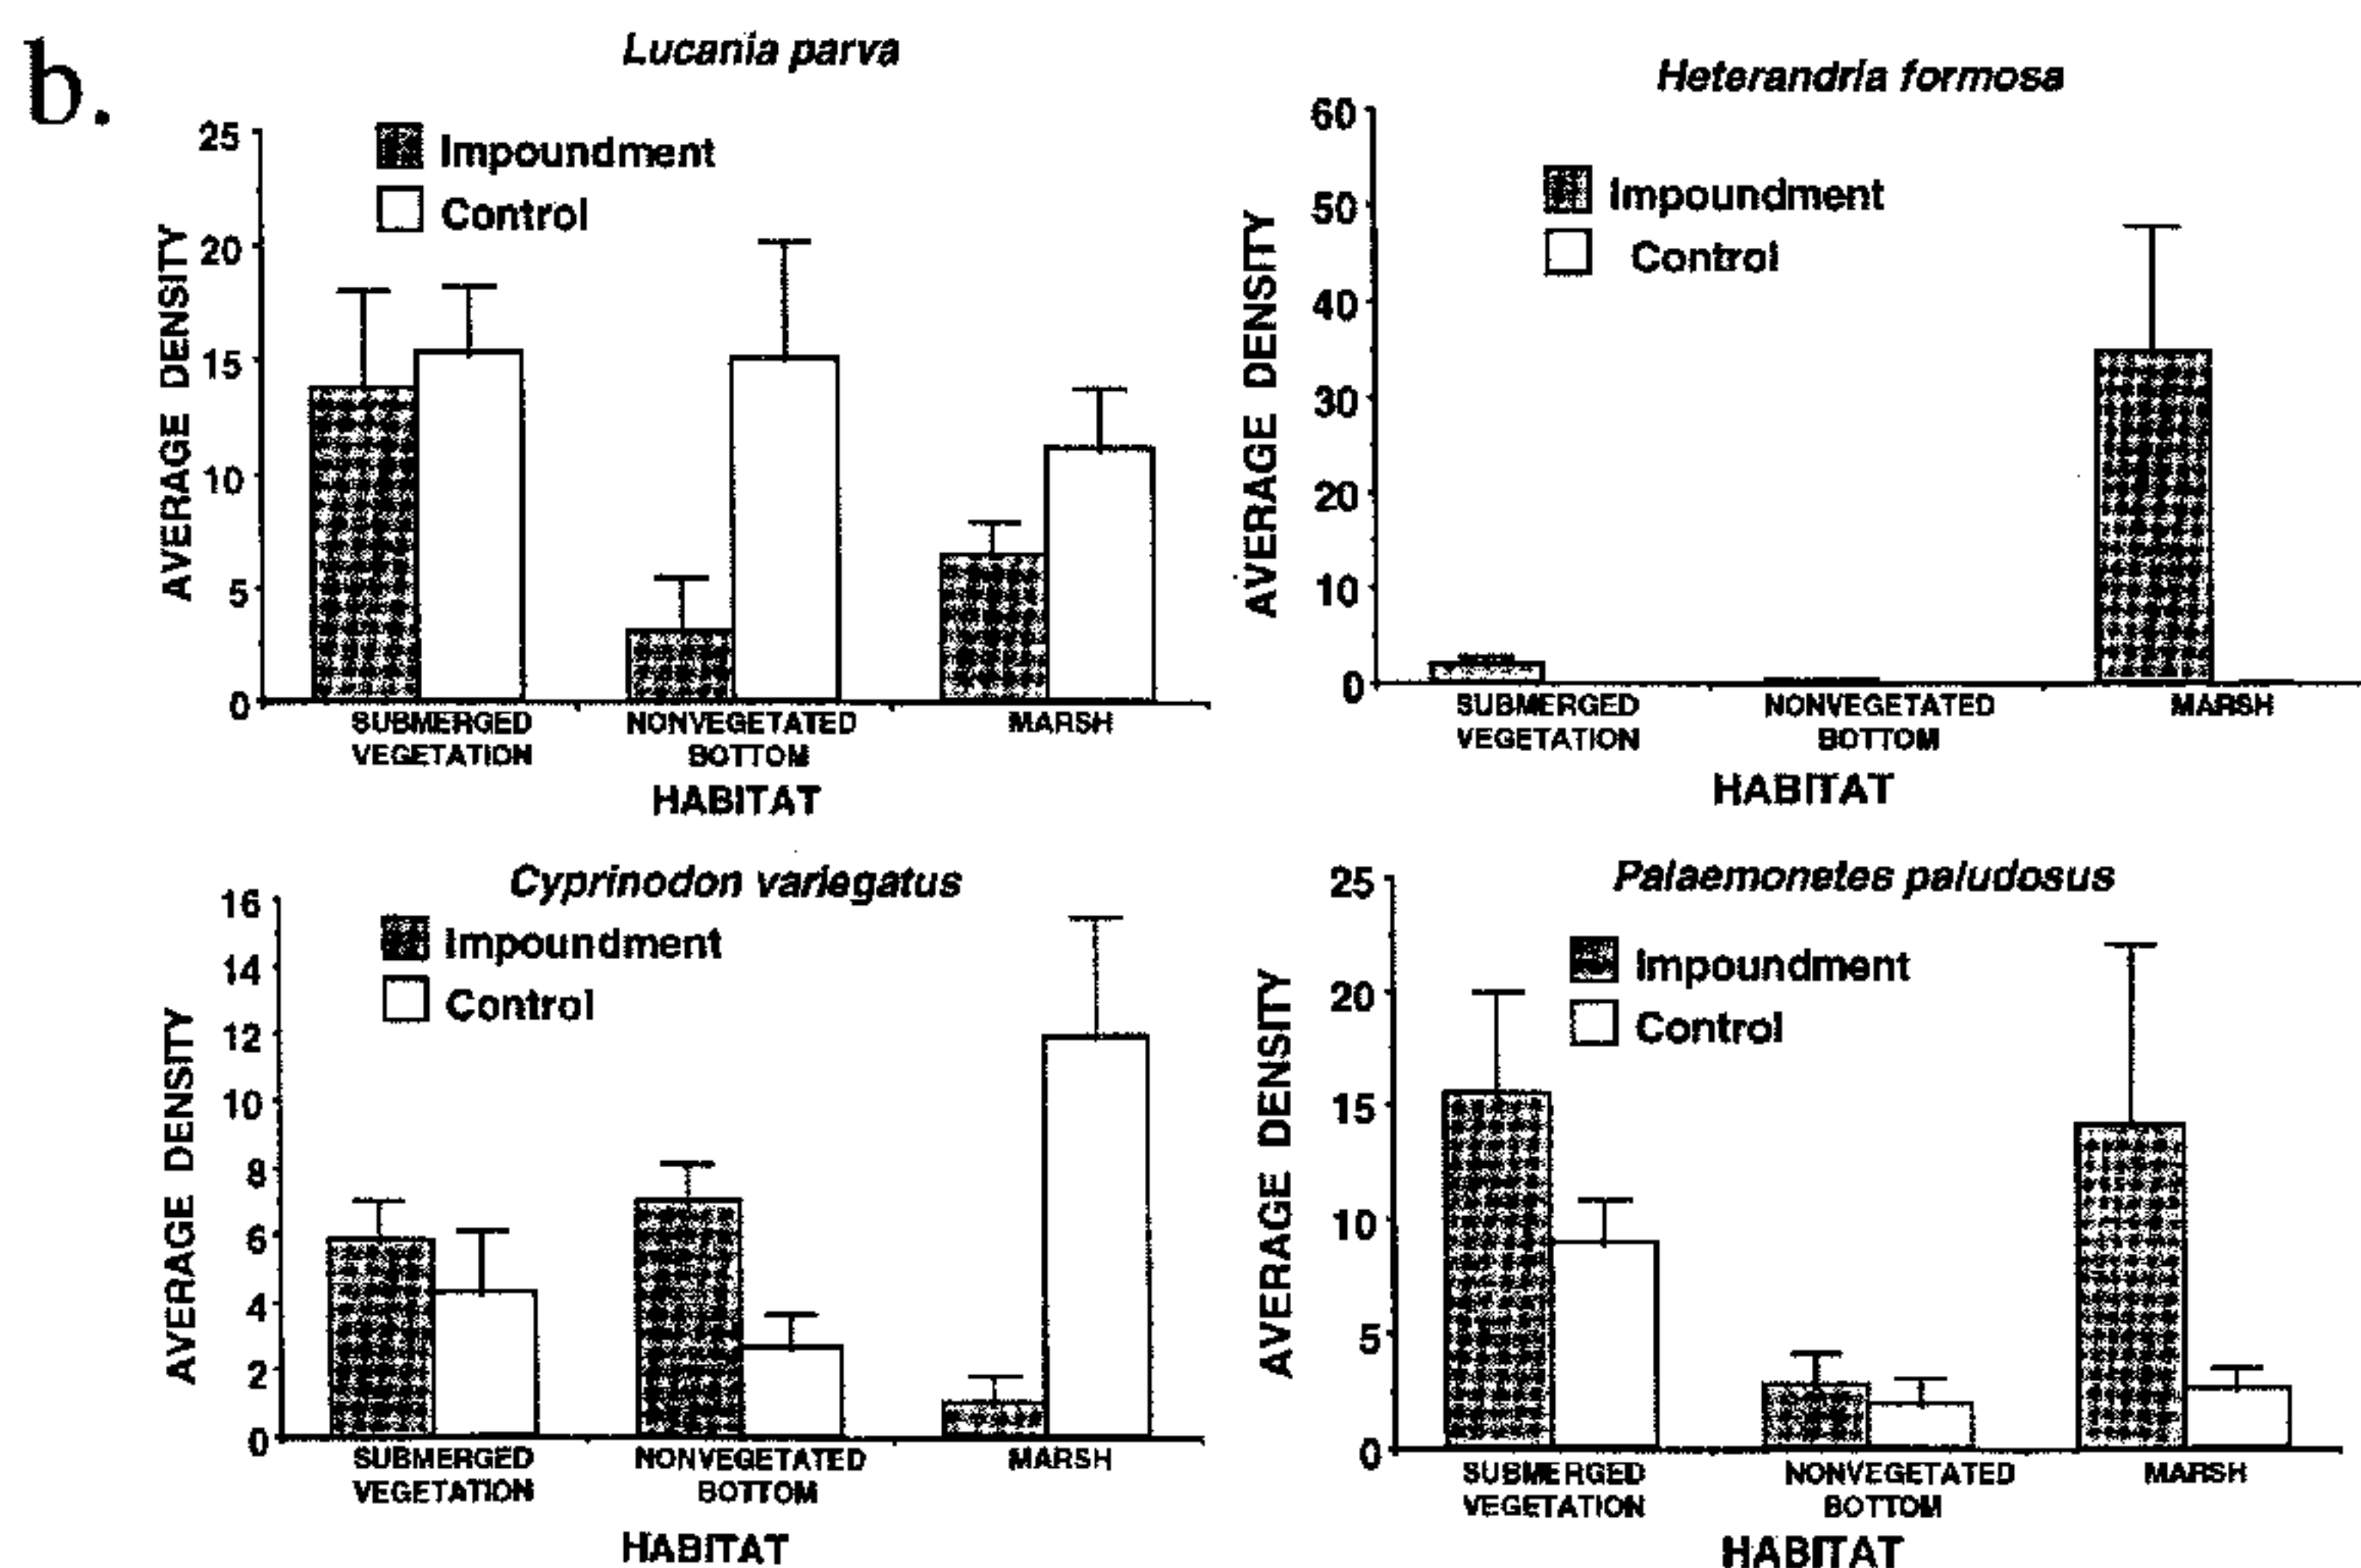 b.
Lucania parva
Impoundment
Control
AVERAGE DENSITY
25
20
15
10
5
0
SUBMERGED
VEGETATION
NONVEGETATED
BOTTOM
MARSH
HABITAT
Heterandria formosa
Impoundment
Control
AVERAGE DENSITY
60
50
40
30
20
10
0
SUBMERGED
VEGETATION
NONVEGETATED
BOTTOM
MARSH
HABITAT
Cyprinodon variegatus
Impoundment
Control
AVERAGE DENSITY
16
14
12
10
8
6
4
2
0
SUBMERGED
VEGETATION
NONVEGETATED
BOTTOM
MARSH
HABITAT
Palaemonetes paludosus
Impoundment
Control
AVERAGE DENSITY
25
20
15
10
5
0
SUBMERGED
VEGETATION
NONVEGETATED
BOTTOM
MARSH
HABITAT